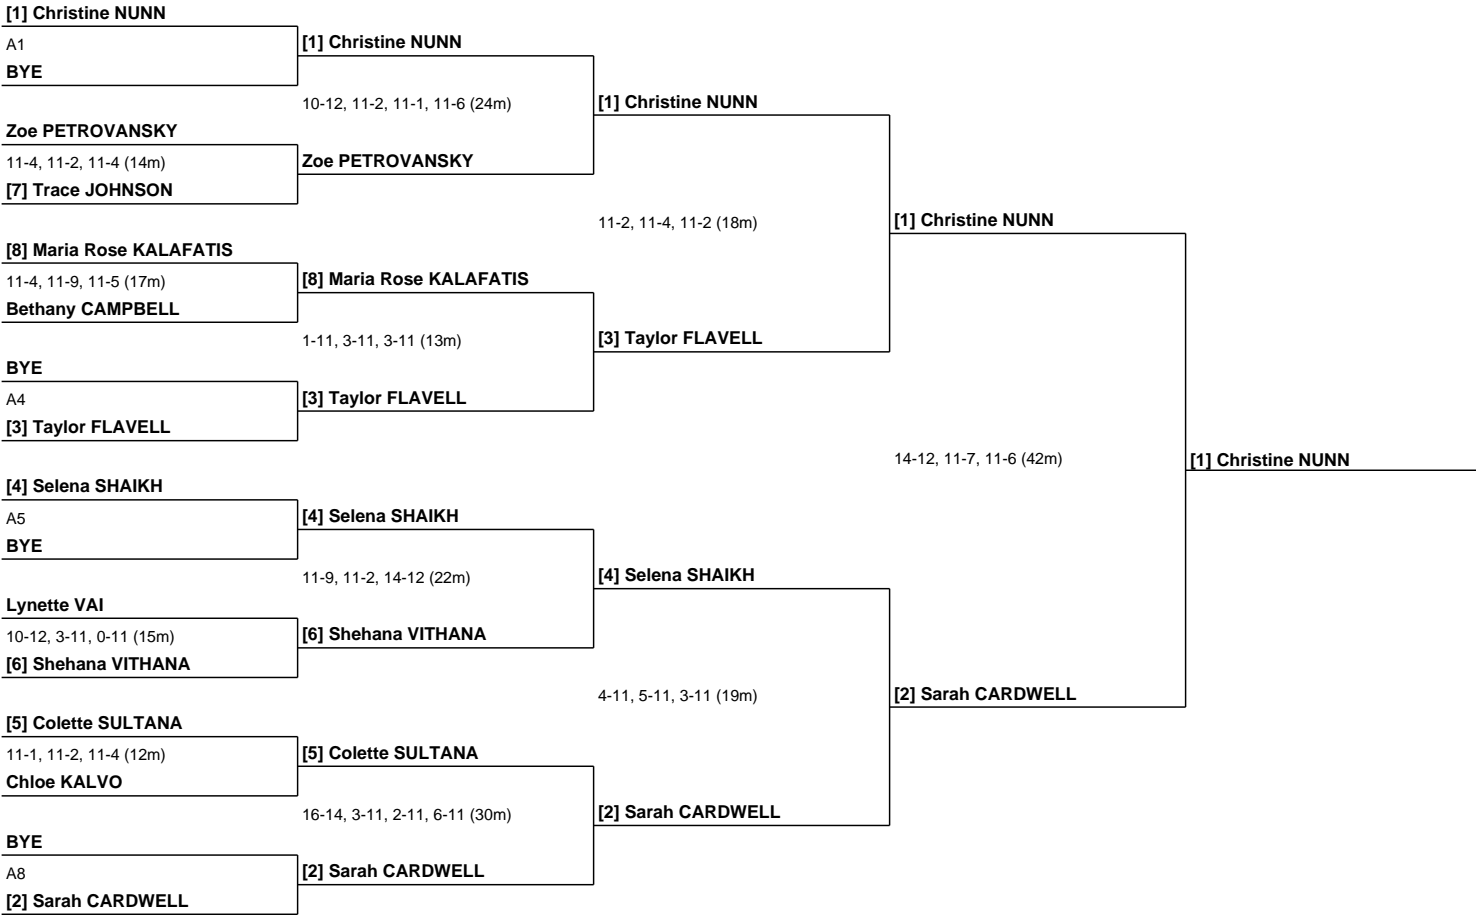 [1] Christine NUNN
A1
BYE
Zoe PETROVANSKY
11-4, 11-2, 11-4 (14m)
[7] Trace JOHNSON
[8] Maria Rose KALAFATIS
11-4, 11-9, 11-5 (17m)
Bethany CAMPBELL
BYE
A4
[3] Taylor FLAVELL
[4] Selena SHAIKH
A5
BYE
Lynette VAI
10-12, 3-11, 0-11 (15m)
[6] Shehana VITHANA
[5] Colette SULTANA
11-1, 11-2, 11-4 (12m)
Chloe KALVO
BYE
A8
[2] Sarah CARDWELL
[1] Christine NUNN
10-12, 11-2, 11-1, 11-6 (24m)
Zoe PETROVANSKY
[8] Maria Rose KALAFATIS
1-11, 3-11, 3-11 (13m)
[3] Taylor FLAVELL
[4] Selena SHAIKH
11-9, 11-2, 14-12 (22m)
[6] Shehana VITHANA
[5] Colette SULTANA
16-14, 3-11, 2-11, 6-11 (30m)
[2] Sarah CARDWELL
[1] Christine NUNN
11-2, 11-4, 11-2 (18m)
[3] Taylor FLAVELL
[4] Selena SHAIKH
4-11, 5-11, 3-11 (19m)
[2] Sarah CARDWELL
[1] Christine NUNN
14-12, 11-7, 11-6 (42m)
[2] Sarah CARDWELL
[1] Christine NUNN